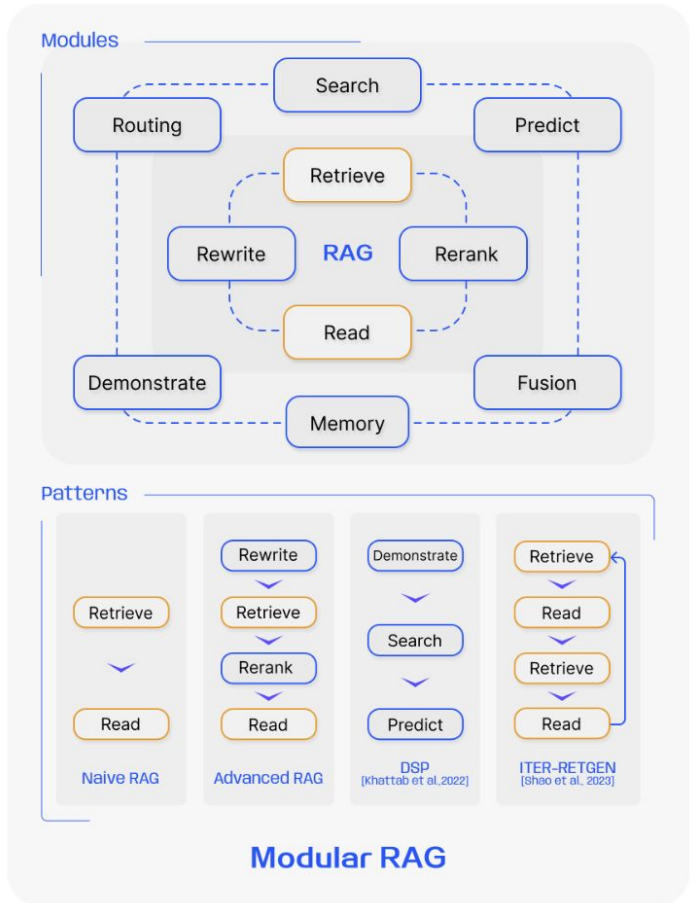 Modules
Search
Routing
Predict
Retrieve
Rewrite
RAG
Rerank
Read
Demonstrate
Fusion
Memory
Patterns
Retrieve
Read
Naive RAG
Rewrite
Retrieve
Rerank
Read
Advanced RAG
Demonstrate
Search
Predict
DSP
[Khattab et al.,2022]
Retrieve
Read
Retrieve
Read
ITER-RETGEN
[Shao et al., 2023]
Modular RAG